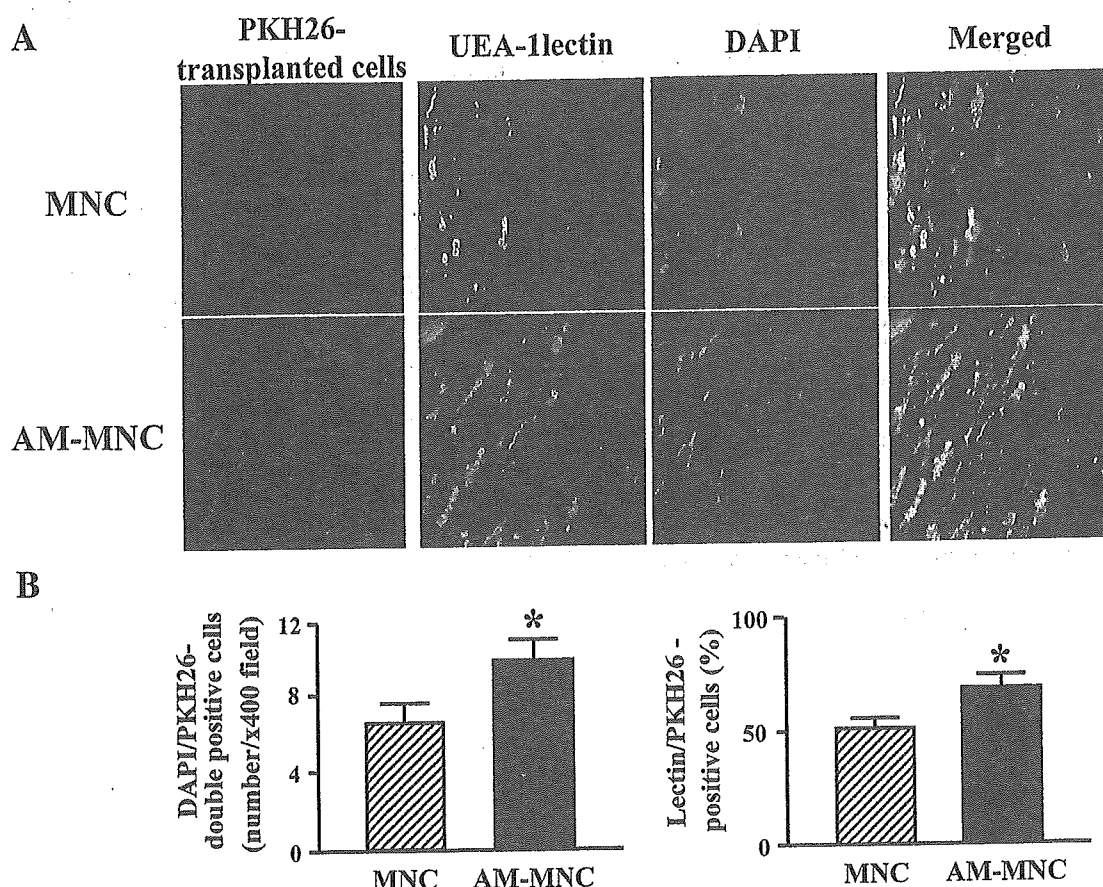 A
PKH26-
transplanted cells
UEA-1lectin
DAPI
Merged
MNC
AM-MNC
B
DAPI/PKH26-
double positive cells
(number/x400 field)
12
8
4
0
*
MNC
AM-MNC
Lectin/PKH26 -
positive cells (%)
100
50
0
*
MNC
AM-MNC